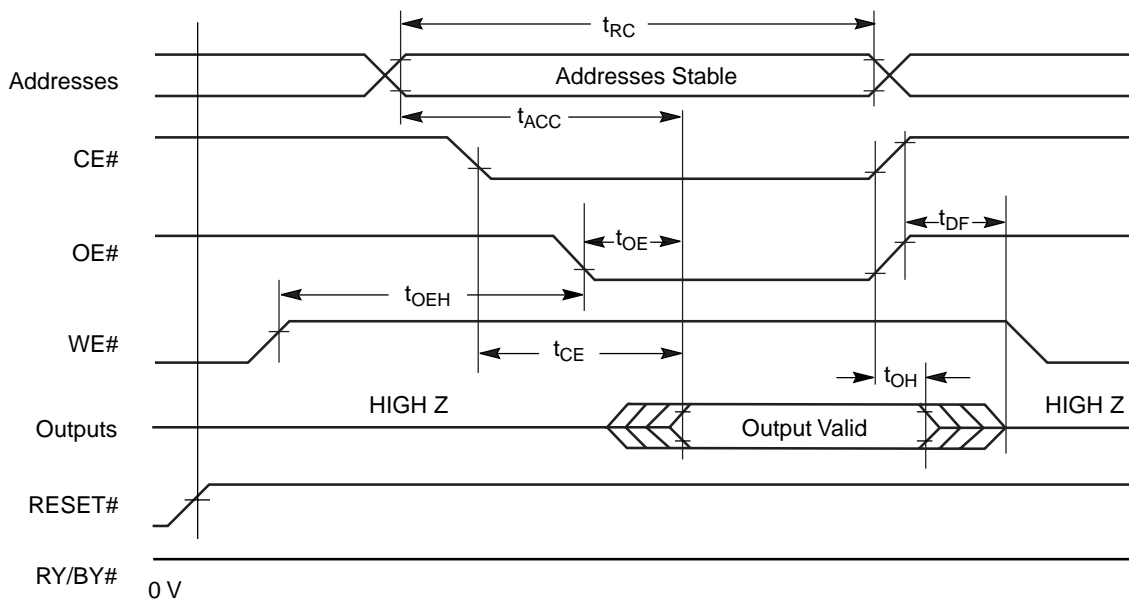 tRC
Addresses
Addresses Stable
tACC
CE#
tDF
OE#
tOE
tOEH
WE#
tCE
tOH
HIGH Z
HIGH Z
Outputs
Output Valid
RESET#
RY/BY#
0 V